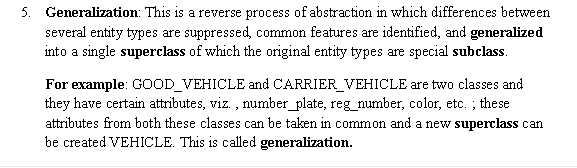 5. Generalization: This is a reverse process of abstraction in which differences between
several entity types are suppressed, common features are identified, and generalized
into a single superclass of which the original entity types are special subclass.
For example: GOOD_VEHICLE and CARRIER_VEHICLE are two classes and
they have certain attributes, viz. , number_plate, reg_number, color, etc. ; these
attributes from both these classes can be taken in common and a new superclass can
be created VEHICLE. This is called generalization.